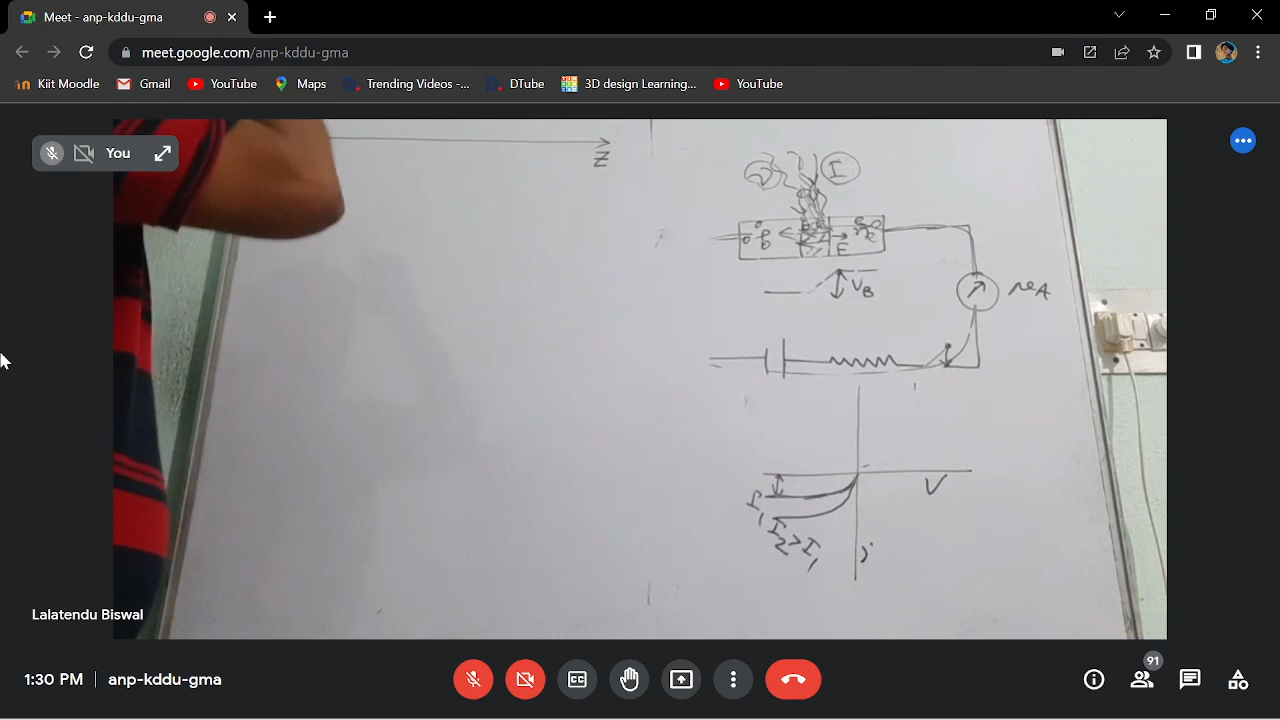 Meet - anp-kddu-gma
meet.google.com/anp-kddu-gma
Kiit Moodle
Gmail
YouTube
Maps
Trending Videos -...
DTube
3D design Learning...
YouTube
You
Z
I
E
V_B
I₁
V
I₂>I₁
i
Lalatendu Biswal
1:30 PM
anp-kddu-gma
91